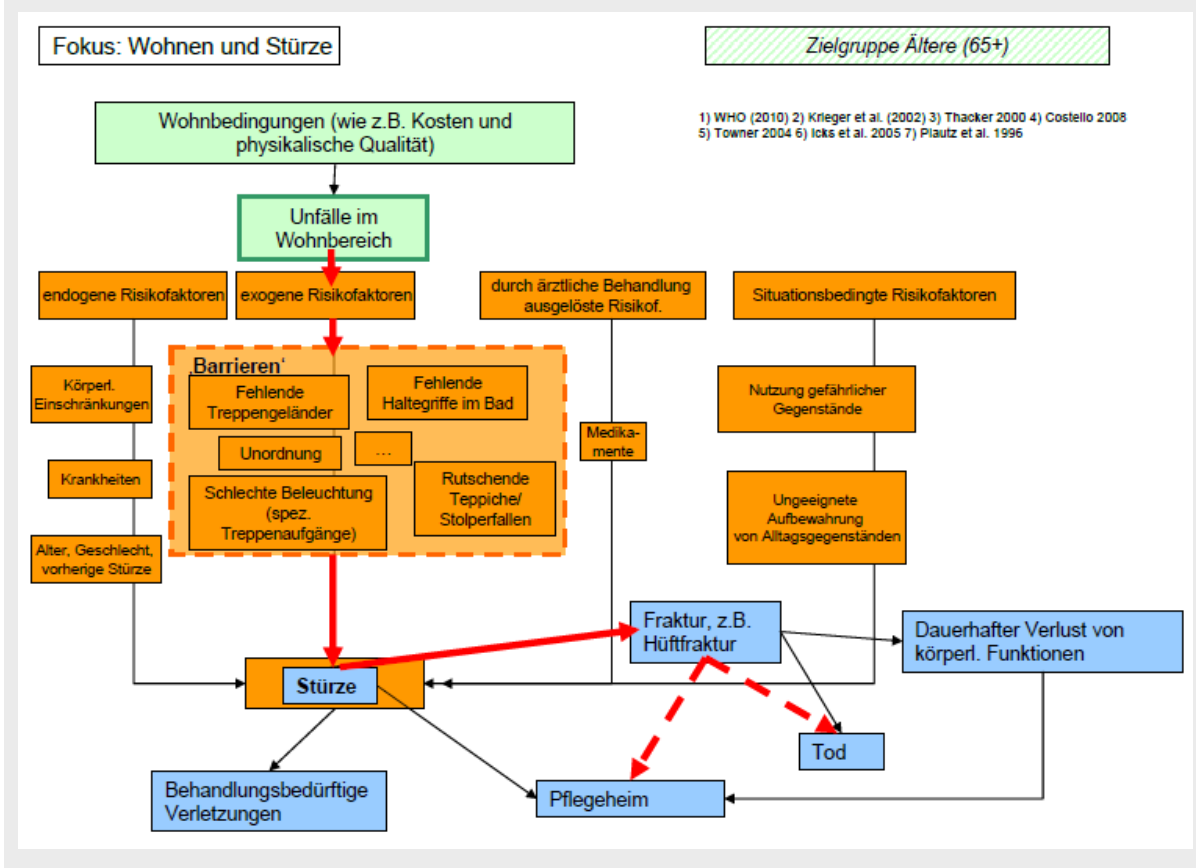 Fokus: Wohnen und Stürze
Zielgruppe Ältere (65+)
1) WHO (2010) 2) Krieger et al. (2002) 3) Thacker 2000 4) Costello 2008
5) Towner 2004 6) Icks et al. 2005 7) Plautz et al. 1996
Wohnbedingungen (wie z.B. Kosten und
physikalische Qualität)
Unfälle im
Wohnbereich
endogene Risikofaktoren
exogene Risikofaktoren
durch ärztliche Behandlung
ausgelöste Risikof.
Situationsbedingte Risikofaktoren
Körperl.
Einschränkungen
Krankheiten
Alter, Geschlecht,
vorherige Stürze
‚Barrieren‘
Fehlende
Treppengeländer
Fehlende
Haltegriffe im Bad
Unordnung
…
Schlechte Beleuchtung
(spez.
Treppenaufgänge)
Rutschende
Teppiche/
Stolperfallen
Medika-
mente
Nutzung gefährlicher
Gegenstände
Ungeeignete
Aufbewahrung
von Alltagsgegenständen
Stürze
Fraktur, z.B.
Hüftfraktur
Dauerhafter Verlust von
körperl. Funktionen
Tod
Behandlungsbedürftige
Verletzungen
Pflegeheim